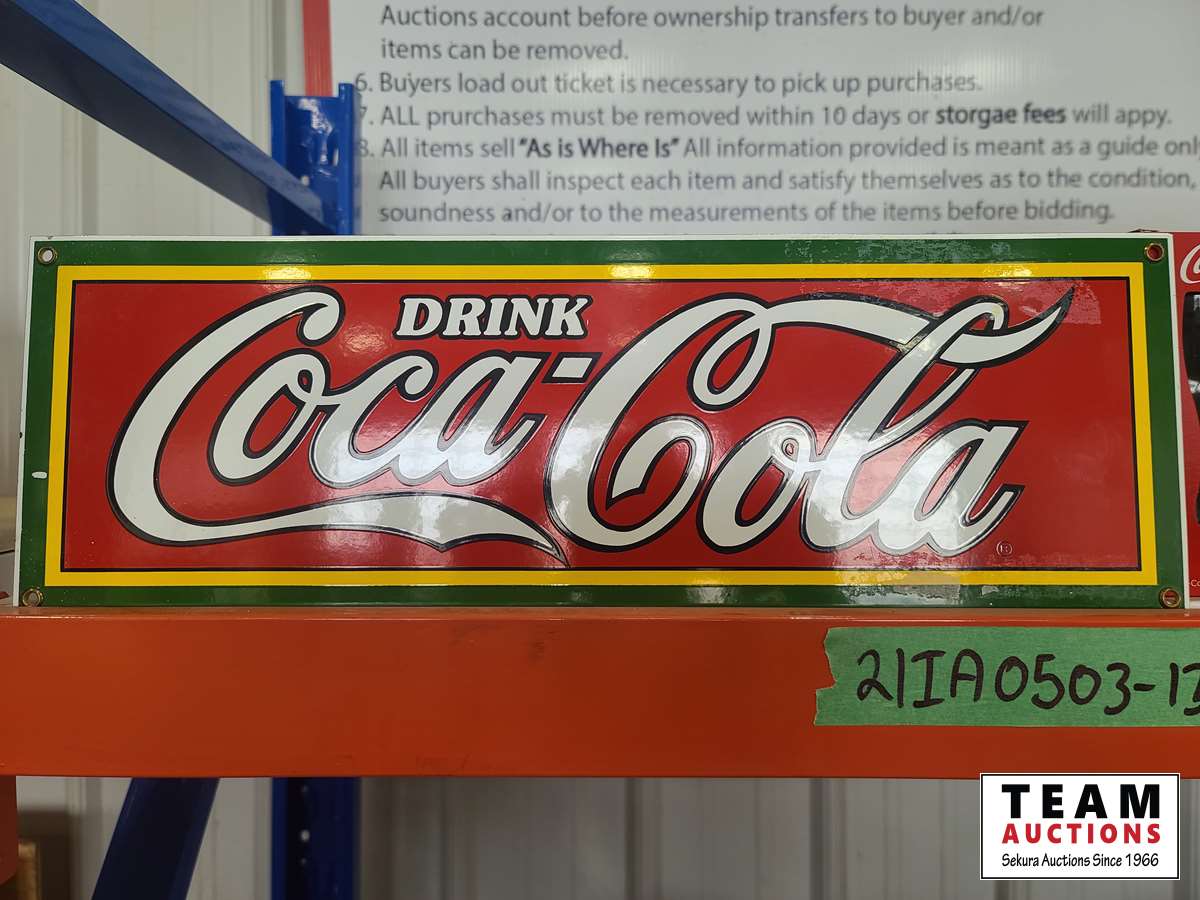 Auctions account before ownership transfers to buyer and/or
items can be removed.
6. Buyers load out ticket is necessary to pick up purchases.
7. ALL prurchases must be removed within 10 days or storgae fees will appy.
8. All items sell "As is Where Is" All information provided is meant as a guide only
All buyers shall inspect each item and satisfy themselves as to the condition,
soundness and/or to the measurements of the items before bidding.
DRINK
Coca-Cola
®
21IA0503-13
TEAM
AUCTIONS
Sekura Auctions Since 1966